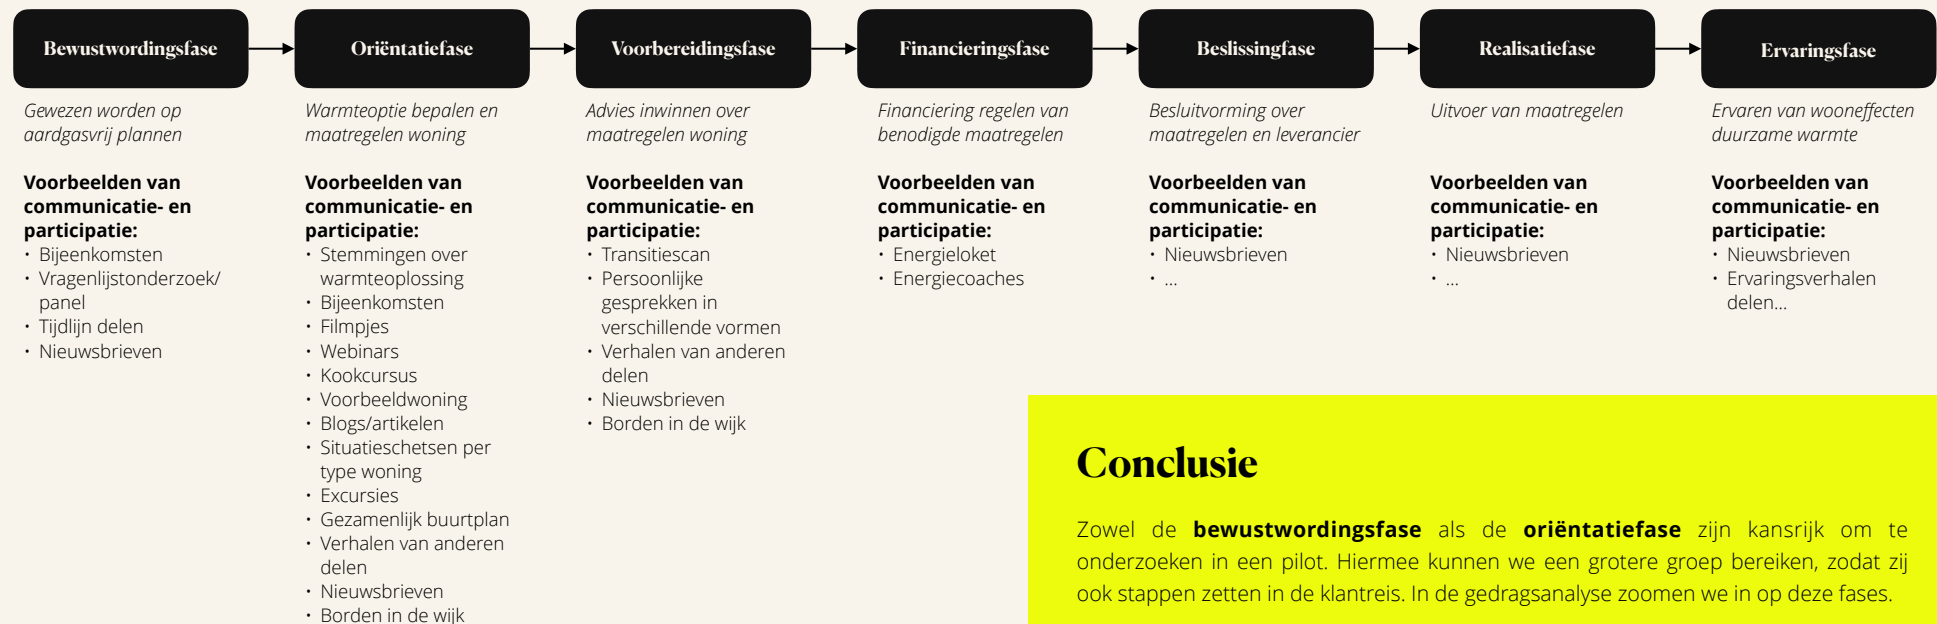 Bewustwordingsfase
Gewezen worden op
aardgasvrij plannen
Voorbeelden van
communicatie- en
participatie:
· Bijeenkomsten
· Vragenlijstonderzoek/
panel
· Tijdlijn delen
· Nieuwsbrieven
Oriëntatiefase
Warmteoptie bepalen en
maatregelen woning
Voorbeelden van
communicatie- en
participatie:
· Stemmingen over
warmteoplossing
· Bijeenkomsten
· Filmpjes
· Webinars
· Kookcursus
· Voorbeeldwoning
· Blogs/artikelen
· Situatieschetsen per
type woning
· Excursies
· Gezamenlijk buurtplan
· Verhalen van anderen
delen
· Nieuwsbrieven
· Borden in de wijk
Voorbereidingsfase
Advies inwinnen over
maatregelen woning
Voorbeelden van
communicatie- en
participatie:
· Transitiescan
· Persoonlijke
gesprekken in
verschillende vormen
· Verhalen van anderen
delen
· Nieuwsbrieven
· Borden in de wijk
Financieringsfase
Financiering regelen van
benodigde maatregelen
Voorbeelden van
communicatie- en
participatie:
· Energieloket
· Energiecoaches
Beslissingfase
Besluitvorming over
maatregelen en leverancier
Voorbeelden van
communicatie- en
participatie:
· Nieuwsbrieven
· ...
Realisatiefase
Uitvoer van maatregelen
Voorbeelden van
communicatie- en
participatie:
· Nieuwsbrieven
· ...
Ervaringsfase
Ervaren van wooneffecten
duurzame warmte
Voorbeelden van
communicatie- en
participatie:
· Nieuwsbrieven
· Ervaringsverhalen
delen...
Conclusie
Zowel de bewustwordingsfase als de oriëntatiefase zijn kansrijk om te
onderzoeken in een pilot. Hiermee kunnen we een grotere groep bereiken, zodat zij
ook stappen zetten in de klantreis. In de gedragsanalyse zoomen we in op deze fases.